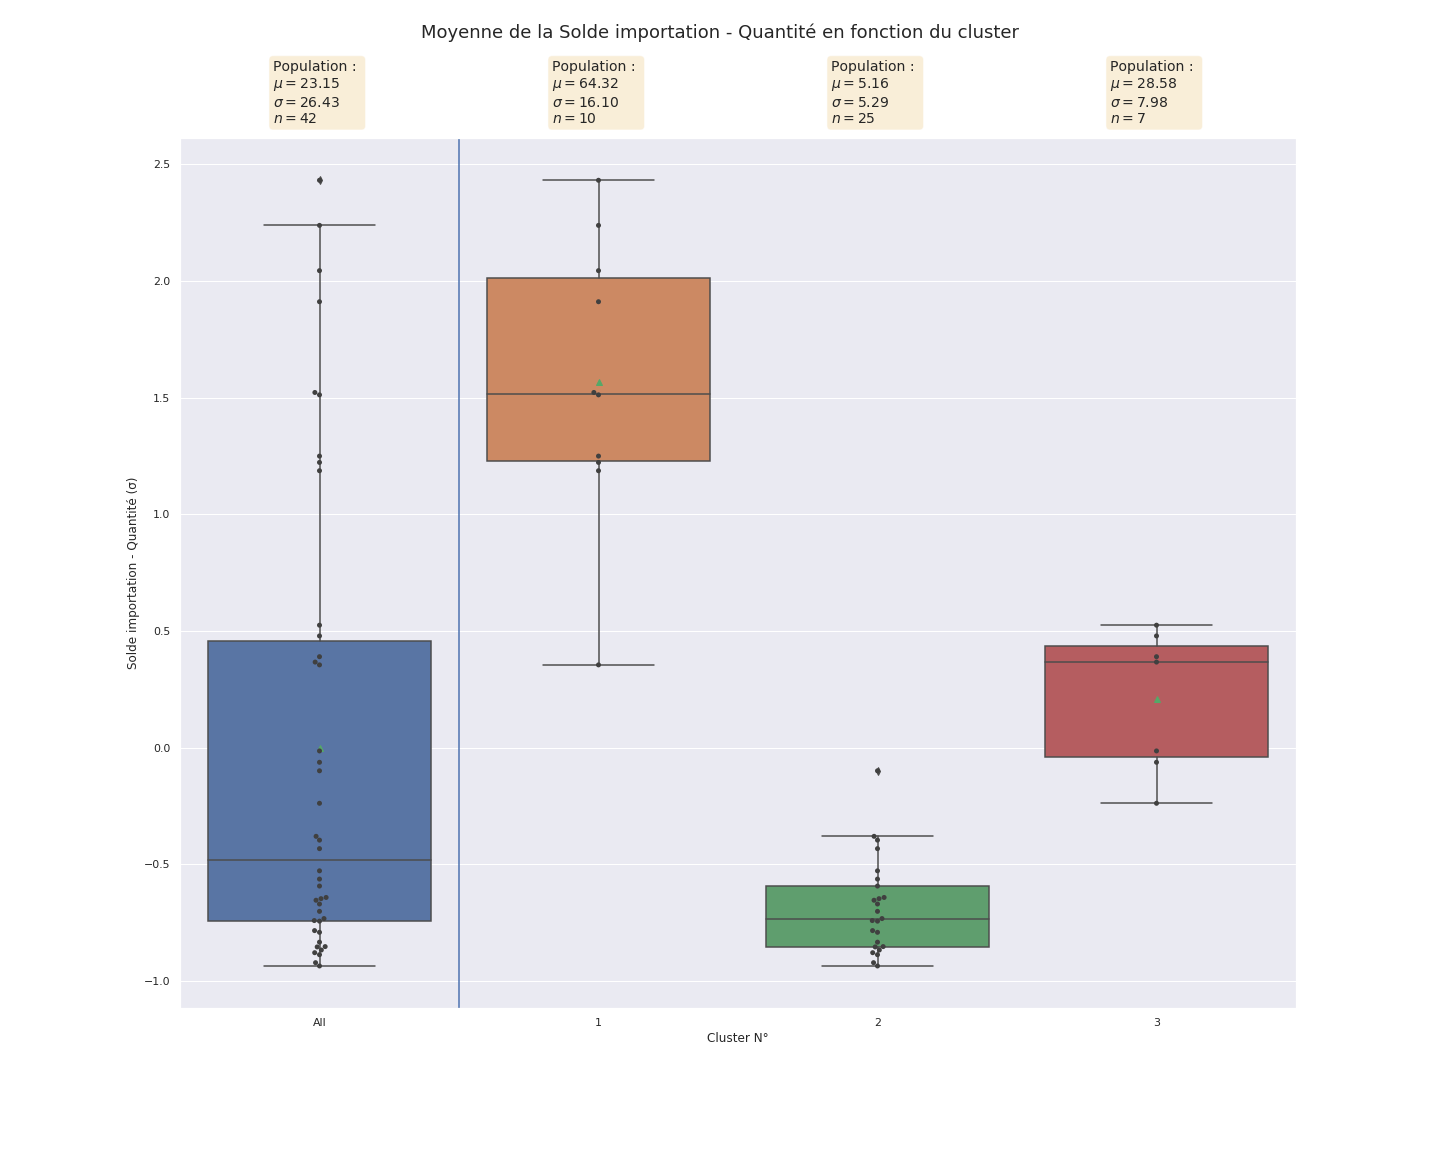 Moyenne de la Solde importation - Quantité en fonction du cluster
Population :
μ = 23.15
σ = 26.43
n = 42
Population :
μ = 64.32
σ = 16.10
n = 10
Population :
μ = 5.16
σ = 5.29
n = 25
Population :
μ = 28.58
σ = 7.98
n = 7
Solde importation - Quantité (σ)
2.5
2.0
1.5
1.0
0.5
0.0
−0.5
−1.0
All
1
2
3
Cluster N°